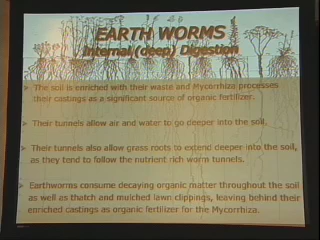 EARTH WORMS
Internal (deep) Digestion
The soil is enriched with their waste and Mycorrhiza processes
their castings as a significant source of organic fertilizer.
Their tunnels allow air and water to go deeper into the soil.
Their tunnels also allow grass roots to extend deeper into the soil,
as they tend to follow the nutrient rich worm tunnels.
Earthworms consume decaying organic matter throughout the soil
as well as thatch and mulched lawn clippings, leaving behind their
enriched castings as organic fertilizer for the Mycorrhiza.